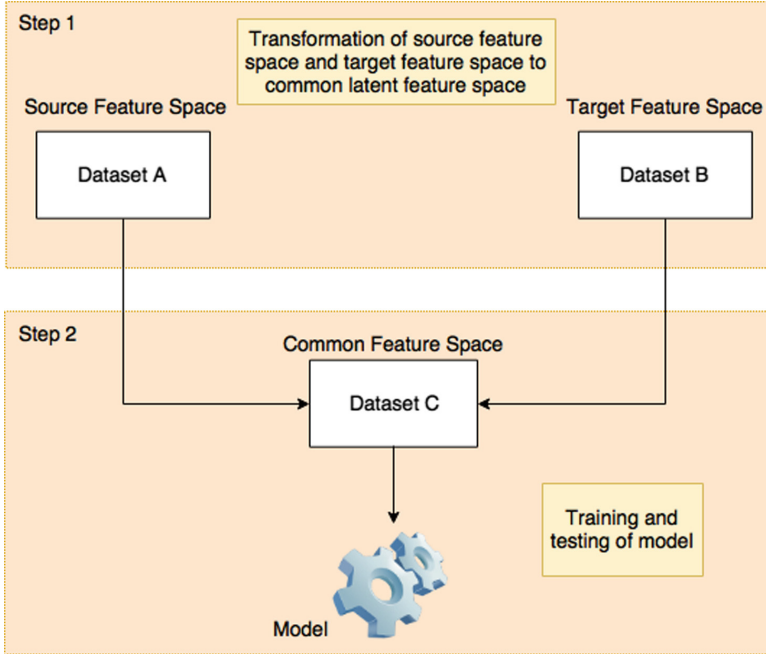 Step 1
Transformation of source feature
space and target feature space to
common latent feature space
Source Feature Space
Target Feature Space
Dataset A
Dataset B
Step 2
Common Feature Space
Dataset C
Training and
testing of model
Model